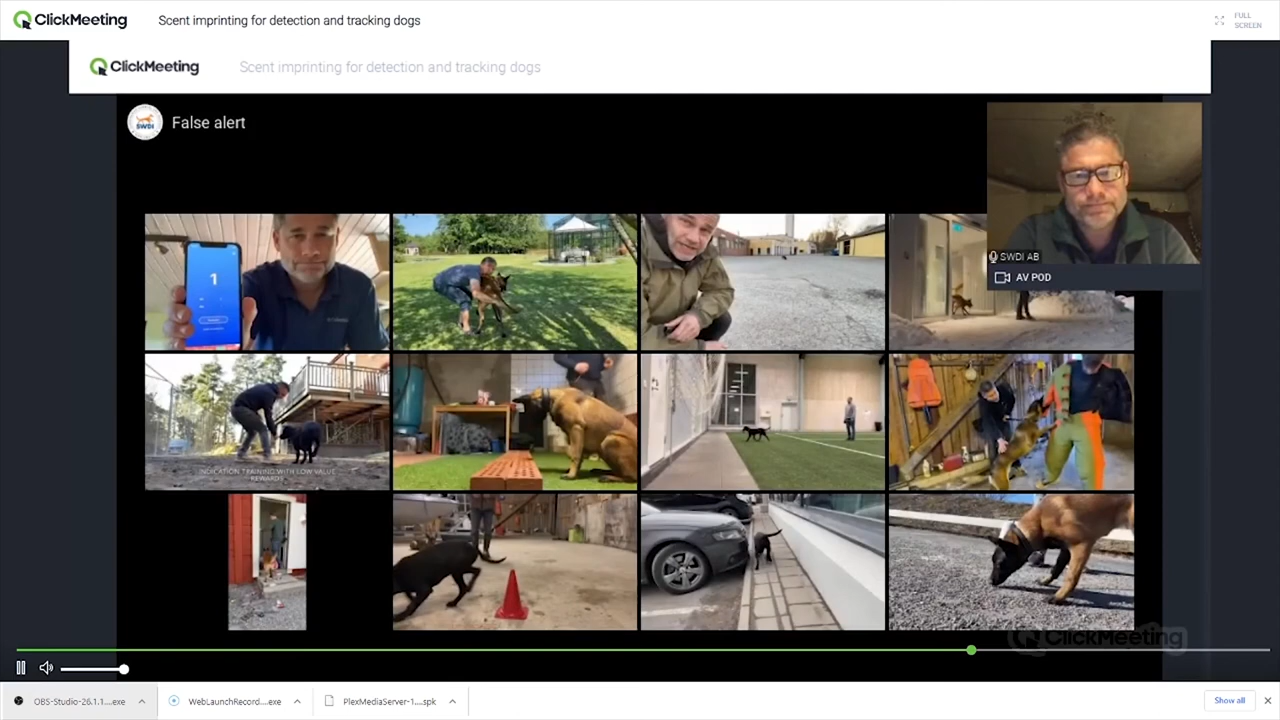 ClickMeeting
Scent imprinting for detection and tracking dogs
FULL
SCREEN
ClickMeeting
Scent imprinting for detection and tracking dogs
SWDI
False alert
SWDI AB
AV POD
1
INDICATION TRAINING WITH LOW VALUE
REWARDS
ClickMeeting
OBS-Studio-26.1.1....exe
WebLaunchRecord....exe
PlexMediaServer-1....spk
Show all